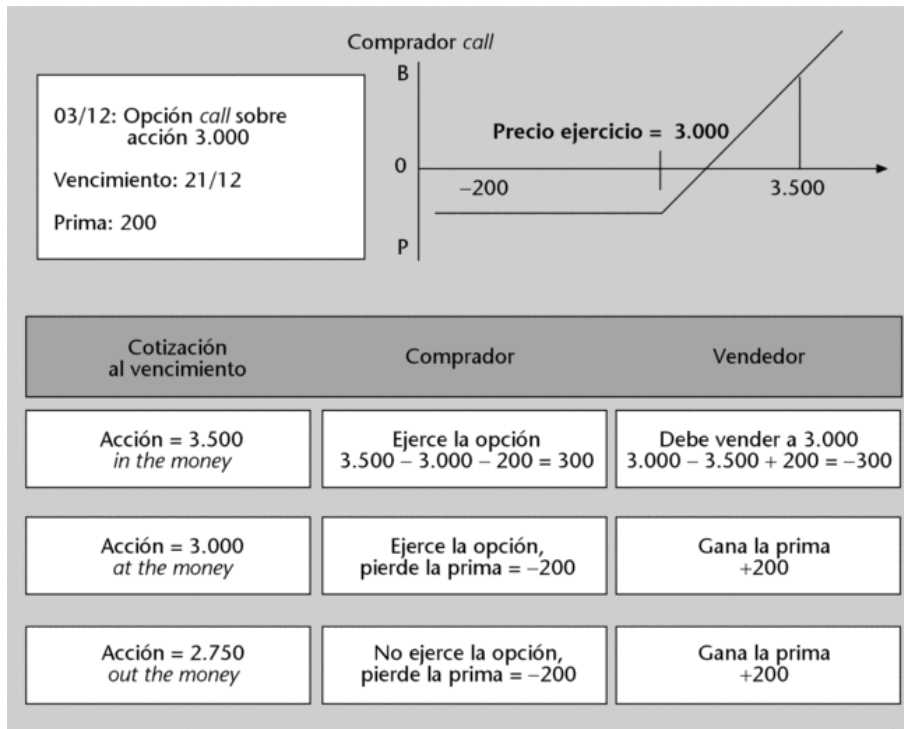 03/12: Opción call sobre
acción 3.000
Vencimiento: 21/12
Prima: 200
Comprador call
B
Precio ejercicio = 3.000
0
−200
3.500
P
Cotización
al vencimiento
Comprador
Vendedor
Acción = 3.500
in the money
Ejerce la opción
3.500 − 3.000 − 200 = 300
Debe vender a 3.000
3.000 − 3.500 + 200 = −300
Acción = 3.000
at the money
Ejerce la opción,
pierde la prima = −200
Gana la prima
+200
Acción = 2.750
out the money
No ejerce la opción,
pierde la prima = −200
Gana la prima
+200